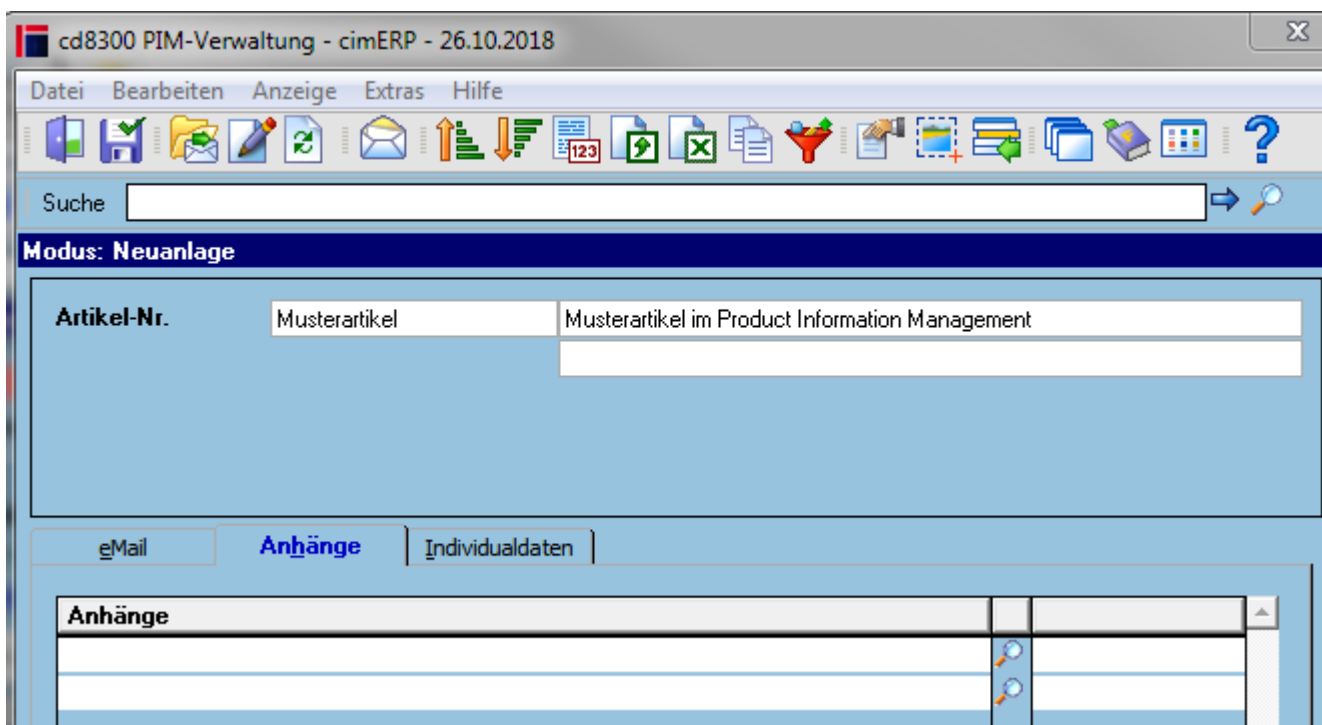 cd8300 PIM-Verwaltung - cimERP - 26.10.2018
Datei Bearbeiten Anzeige Extras Hilfe
123
Suche
Modus: Neuanlage
Artikel-Nr. Musterartikel Musterartikel im Product Information Management
eMail Anhänge Individualdaten
Anhänge